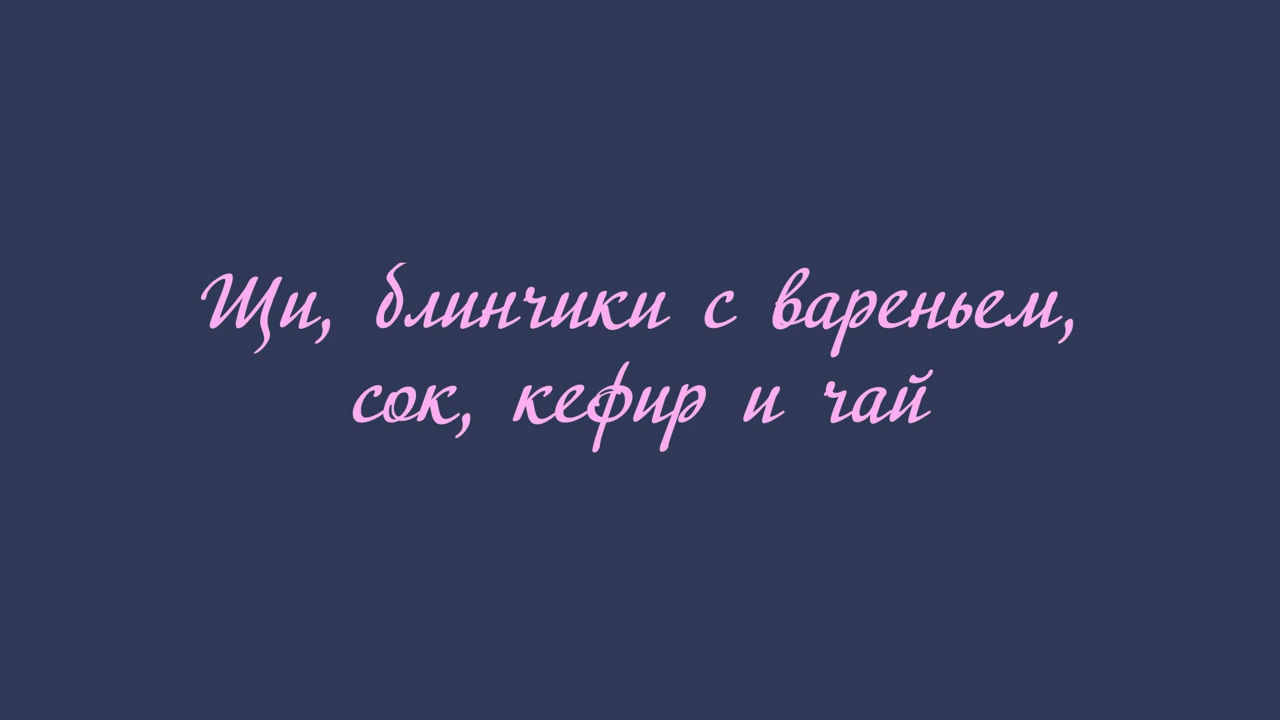 Щи, блинчики с вареньем,
сок, кефир и чай